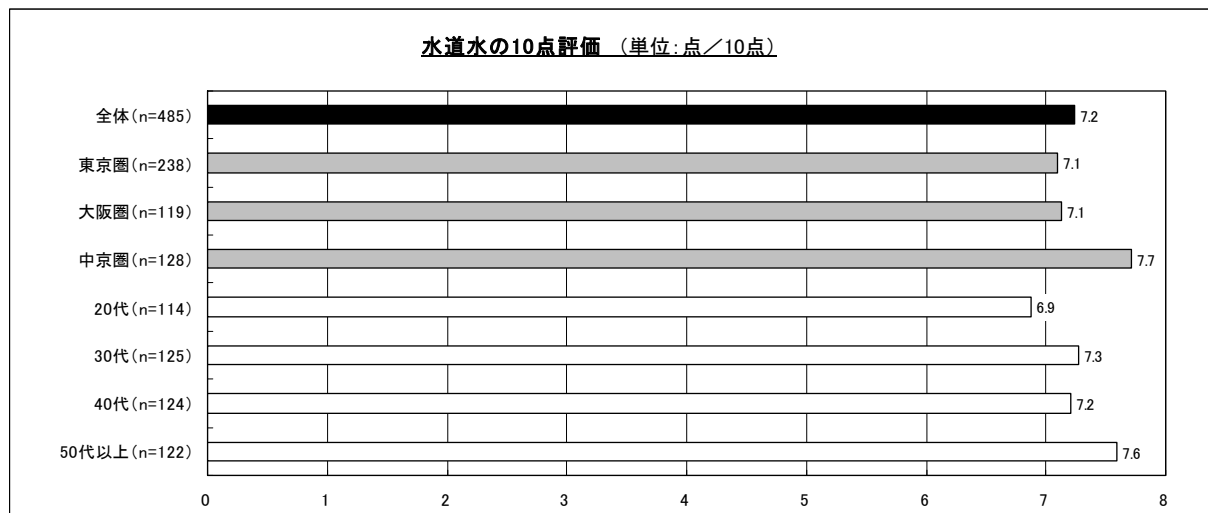 水道水の10点評価 (単位:点／10点)
全体(n=485) 7.2
東京圏(n=238) 7.1
大阪圏(n=119) 7.1
中京圏(n=128) 7.7
20代(n=114) 6.9
30代(n=125) 7.3
40代(n=124) 7.2
50代以上(n=122) 7.6
0 1 2 3 4 5 6 7 8